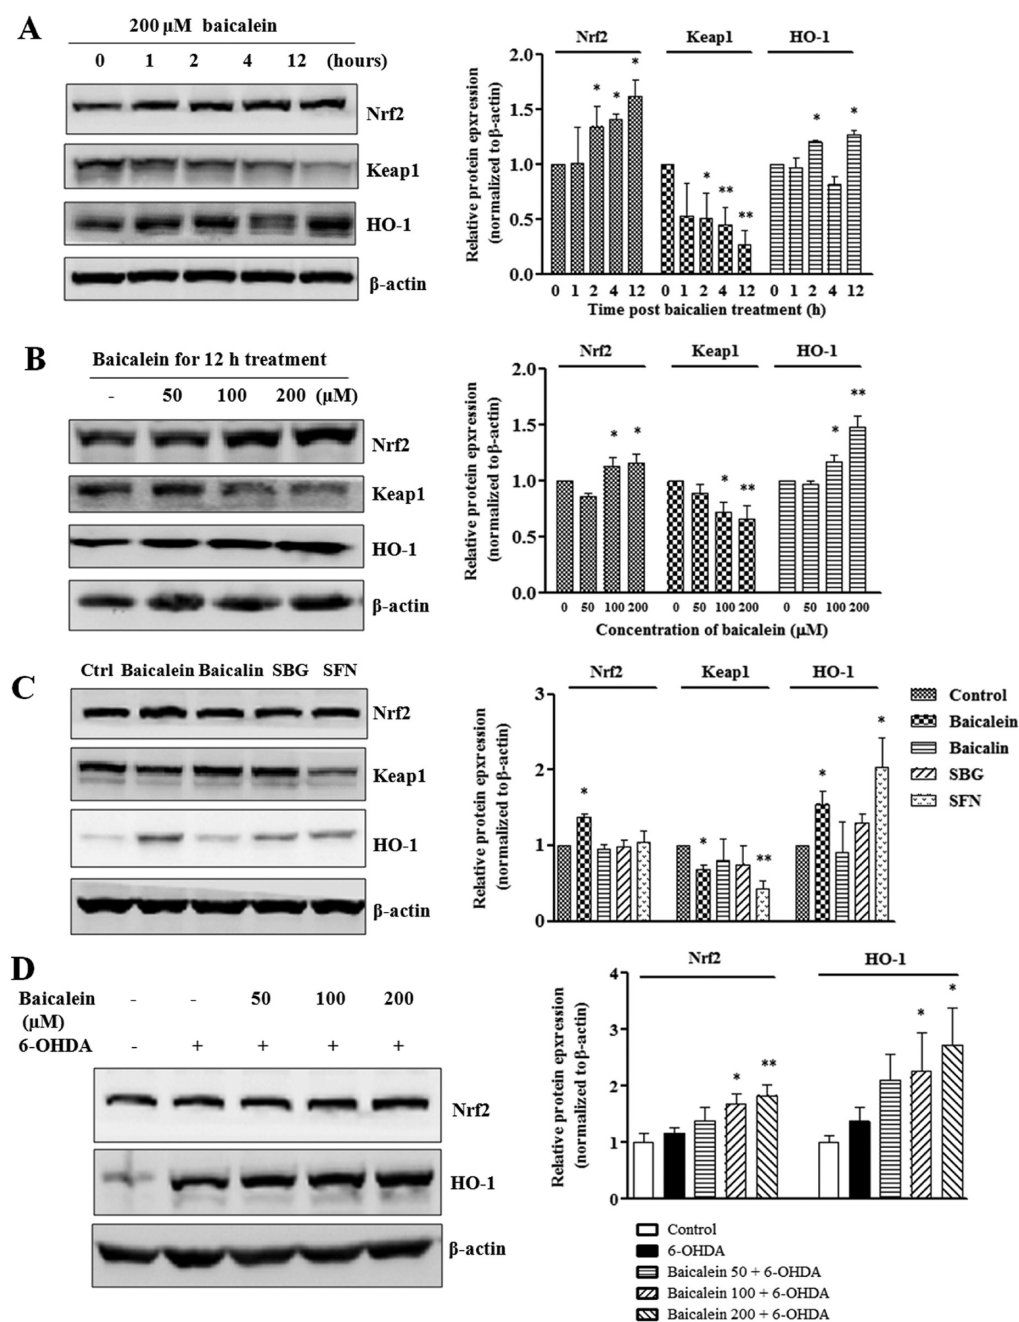 A
200 μM baicalein
0 1 2 4 12 (hours)
Nrf2
Keap1
HO-1
β-actin
Nrf2 Keap1 HO-1
Relative protein epxression
(normalized to β-actin)
2.0
1.5
1.0
0.5
0.0
* * * * ** ** * *
0 1 2 4 12 0 1 2 4 12 0 1 2 4 12
Time post baicalien treatment (h)
B
Baicalein for 12 h treatment
- 50 100 200 (μM)
Nrf2
Keap1
HO-1
β-actin
Nrf2 Keap1 HO-1
Relative protein epxression
(normalized to β-actin)
2.0
1.5
1.0
0.5
0.0
* * * ** * **
0 50 100 200 0 50 100 200 0 50 100 200
Concentration of baicalein (μM)
C
Ctrl Baicalein Baicalin SBG SFN
Nrf2
Keap1
HO-1
β-actin
Nrf2 Keap1 HO-1
Relative protein epxression
(normalized to β-actin)
3
2
1
0
* * ** * *
Control
Baicalein
Baicalin
SBG
SFN
D
Baicalein - - 50 100 200
(μM)
6-OHDA - + + + +
Nrf2
HO-1
β-actin
Nrf2 HO-1
Relative protein epxression
(normalized to β-actin)
4
3
2
1
0
* ** * *
Control
6-OHDA
Baicalein 50 + 6-OHDA
Baicalein 100 + 6-OHDA
Baicalein 200 + 6-OHDA